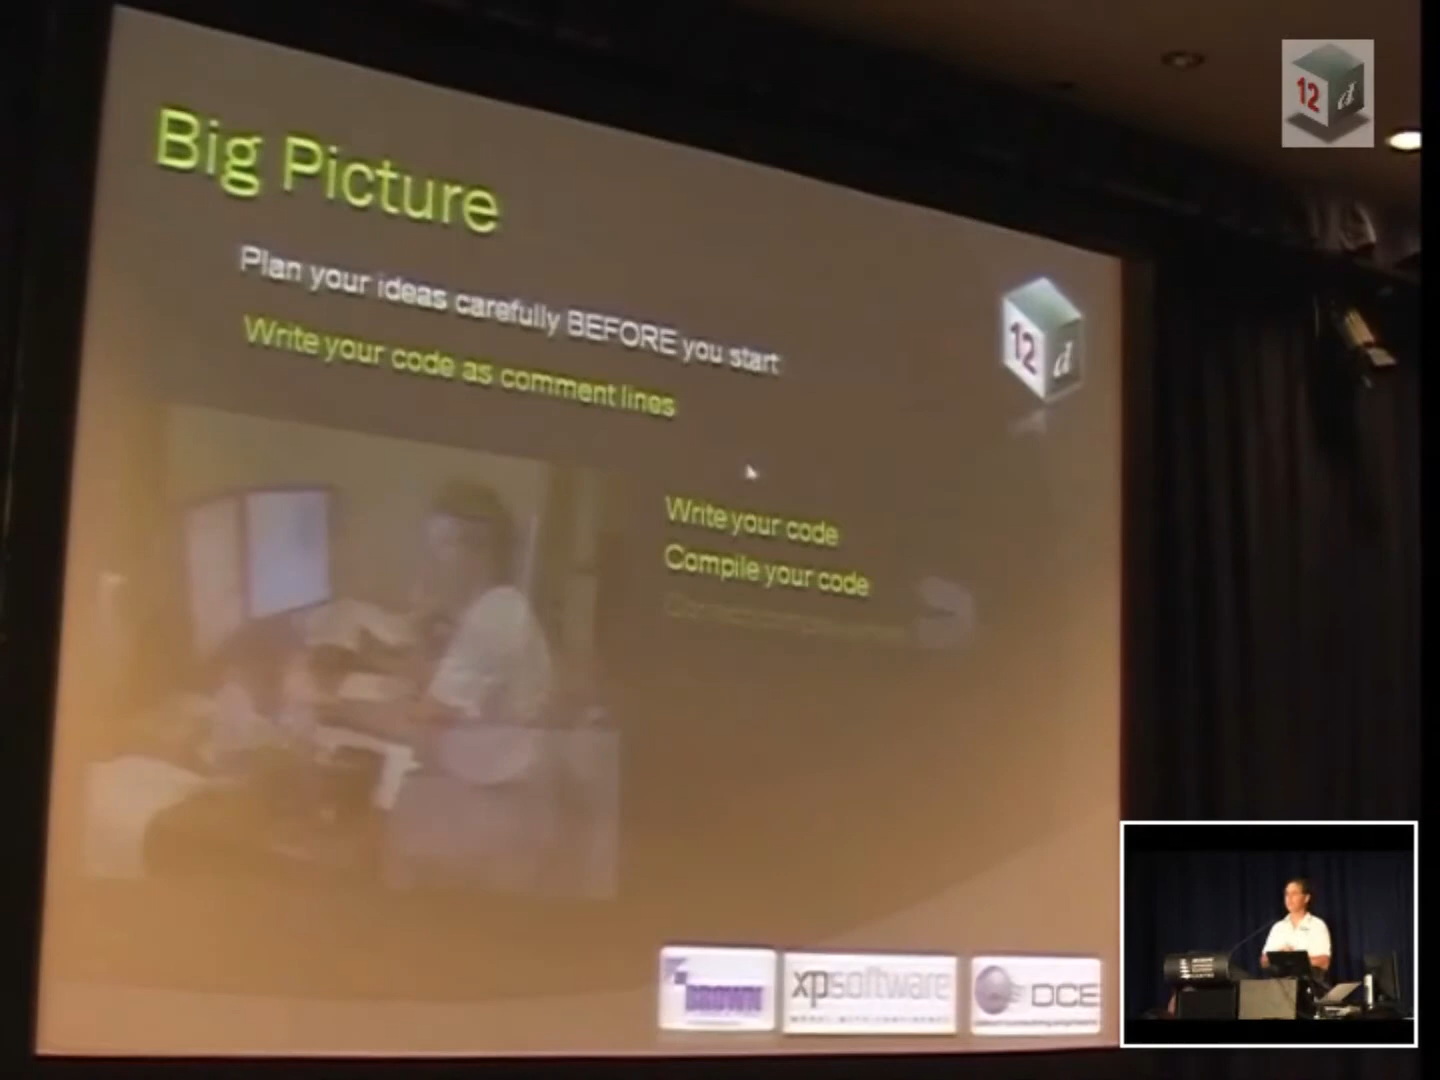 12 d
Big Picture
Plan your ideas carefully BEFORE you start
Write your code as comment lines
12 d
Write your code
Compile your code
BROWN
xpsoftware
DCE